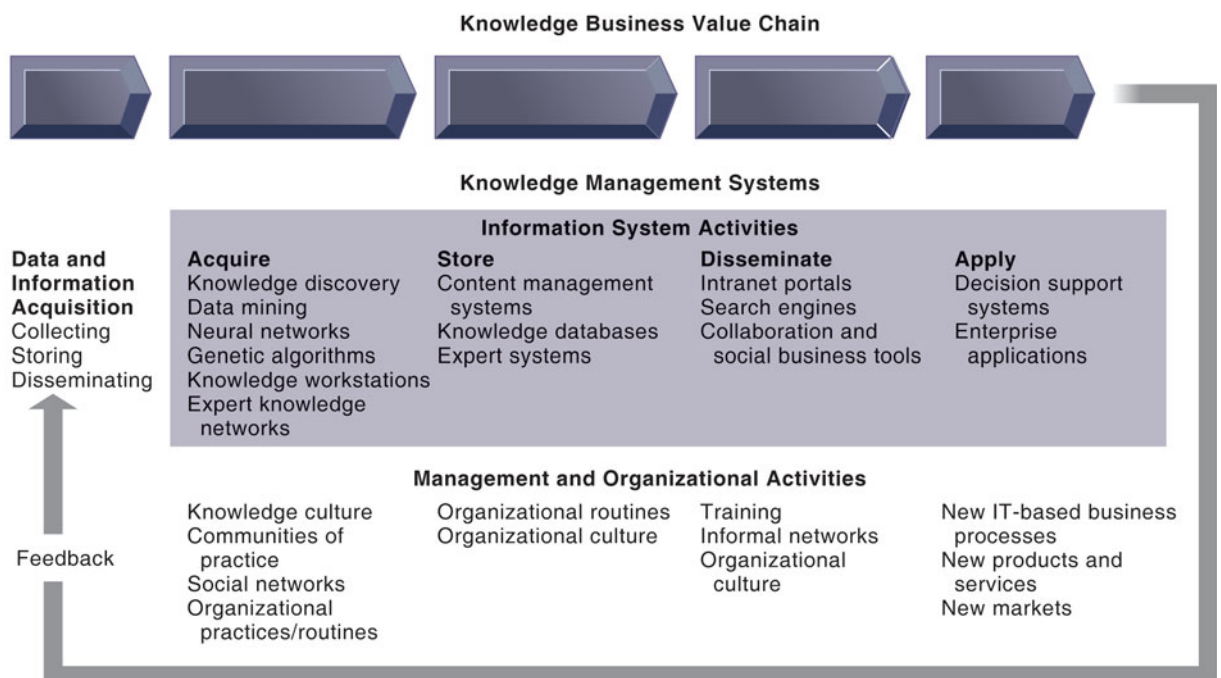 Knowledge Business Value Chain
Knowledge Management Systems
Information System Activities
Data and
Information
Acquisition
Collecting
Storing
Disseminating
Acquire
Knowledge discovery
Data mining
Neural networks
Genetic algorithms
Knowledge workstations
Expert knowledge
networks
Store
Content management
systems
Knowledge databases
Expert systems
Disseminate
Intranet portals
Search engines
Collaboration and
social business tools
Apply
Decision support
systems
Enterprise
applications
Management and Organizational Activities
Knowledge culture
Communities of
practice
Social networks
Organizational
practices/routines
Organizational routines
Organizational culture
Training
Informal networks
Organizational
culture
New IT-based business
processes
New products and
services
New markets
Feedback